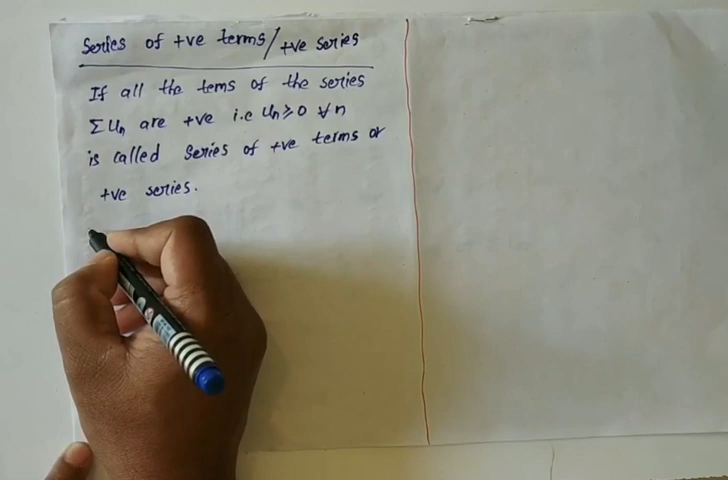 Series of +ve terms/+ve series
If all the tems of the series
Σ Un are +ve i.e Un ≥ 0 ∀ n
is called Series of +ve terms or
+ve series.